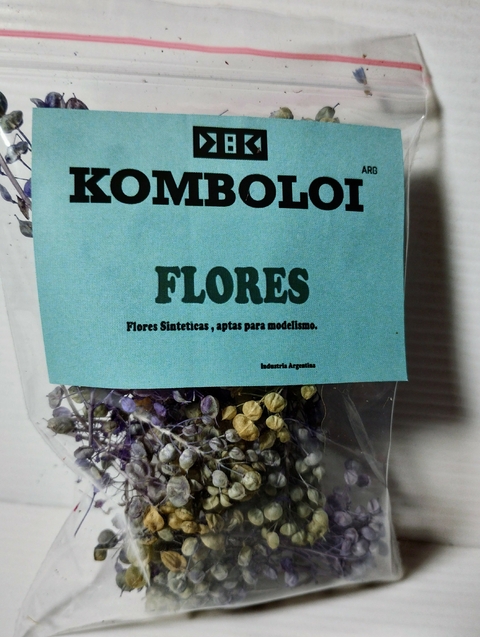 KOMBOLOI
ARG
FLORES
Flores Sinteticas , aptas para modelismo.
Industria Argentina